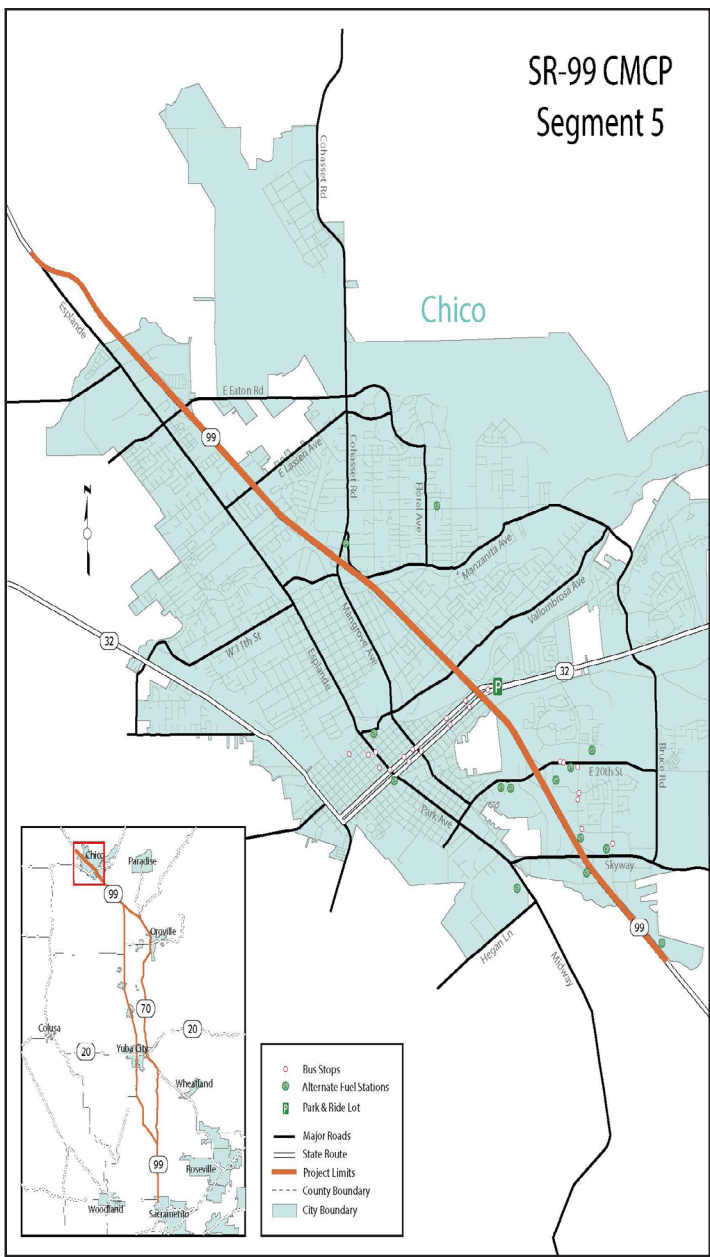 SR-99 CMCP
Segment 5
Cohasset Rd
Chico
Esplande
E Eaton Rd
99
E Lassen Ave
Cohasset Rd
Floral Ave
Manzanita Ave
Vallombrosa Ave
Mangrove Ave
W 11th St
Esplande
32
32
P
Bruce Rd
E 20th St
Park Ave
Skyway
99
Hegan Ln
Midway
Chico
Paradise
99
Oroville
70
Colusa
20
20
Yuba City
Wheatland
99
Roseville
Woodland
Sacramento
Bus Stops
Alternate Fuel Stations
P Park & Ride Lot
Major Roads
State Route
Project Limits
County Boundary
City Boundary